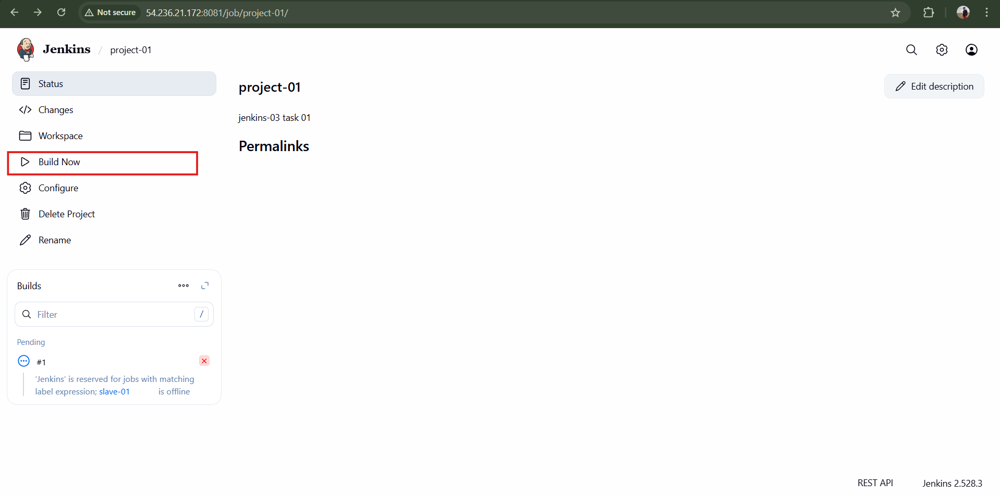 Not secure
54.236.21.172:8081/job/project-01/
Jenkins / project-01
Status
Changes
Workspace
Build Now
Configure
Delete Project
Rename
Builds
Filter
/
Pending
#1
'Jenkins' is reserved for jobs with matching
label expression; slave-01 is offline
project-01
Edit description
jenkins-03 task 01
Permalinks
REST API
Jenkins 2.528.3